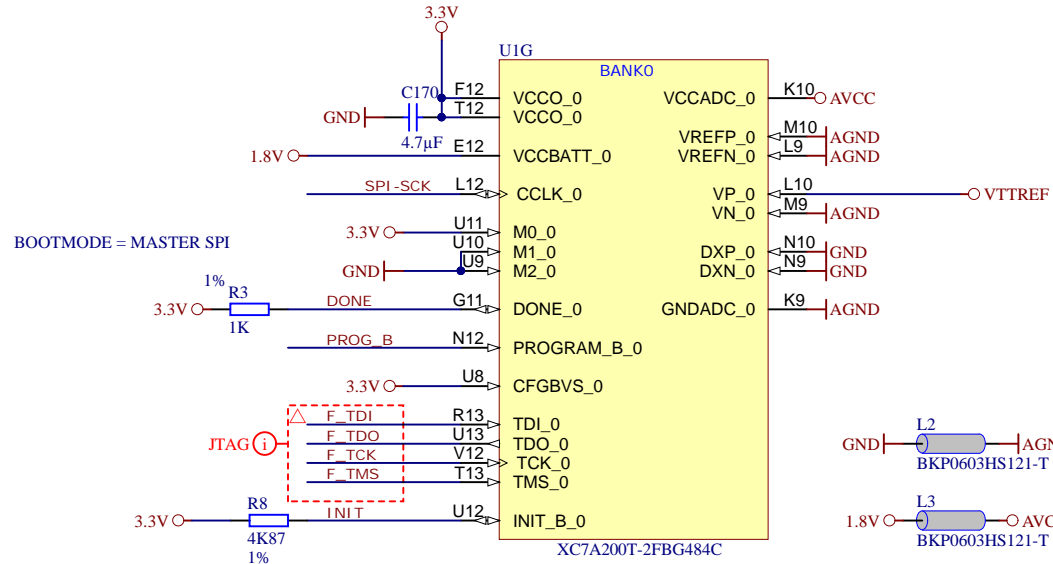 3.3V
U1G
BANK0
F12 VCCO_0 VCCADC_0 K10 AVCC
C170
GND T12 VCCO_0
4.7µF
VREFP_0 M10 AGND
1.8V E12 VCCBATT_0 VREFN_0 L9 AGND
SPI-SCK L12 CCLK_0 VP_0 L10 VTTREF
VN_0 M9 AGND
3.3V U11 M0_0
BOOTMODE = MASTER SPI
U10 M1_0 DXP_0 N10 GND
GND U9 M2_0 DXN_0 N9 GND
1%
R3
3.3V DONE G11 DONE_0 GNDADC_0 K9 AGND
1K
PROG_B N12 PROGRAM_B_0
3.3V U8 CFGBVS_0
F_TDI R13 TDI_0
JTAG i F_TDO U13 TDO_0
F_TCK V12 TCK_0
F_TMS T13 TMS_0
L2
GND AGN
BKP0603HS121-T
R8
3.3V INIT U12 INIT_B_0
4K87
1%
L3
1.8V AVC
BKP0603HS121-T
XC7A200T-2FBG484C